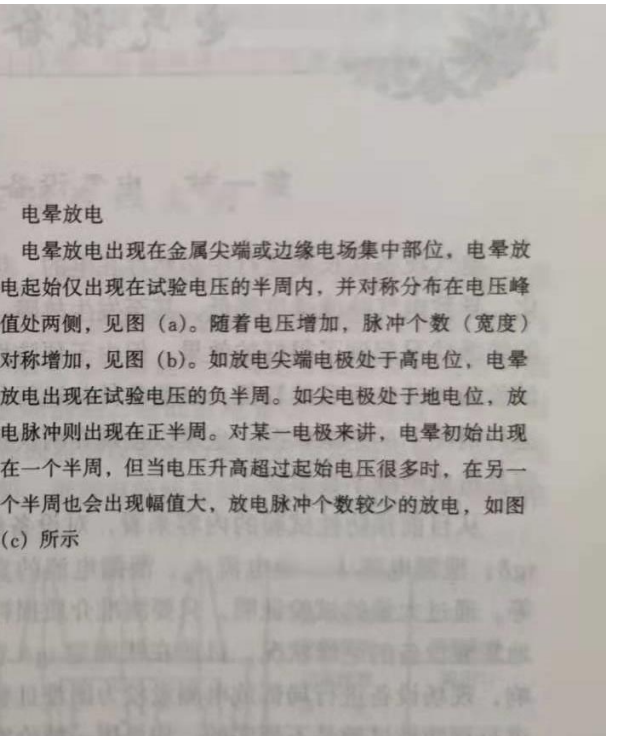 电晕放电
电晕放电出现在金属尖端或边缘电场集中部位，电晕放
电起始仅出现在试验电压的半周内，并对称分布在电压峰
值处两侧，见图（a）。随着电压增加，脉冲个数（宽度）
对称增加，见图（b）。如放电尖端电极处于高电位，电晕
放电出现在试验电压的负半周。如尖电极处于地电位，放
电脉冲则出现在正半周。对某一电极来讲，电晕初始出现
在一个半周，但当电压升高超过起始电压很多时，在另一
个半周也会出现幅值大，放电脉冲个数较少的放电，如图
(c) 所示